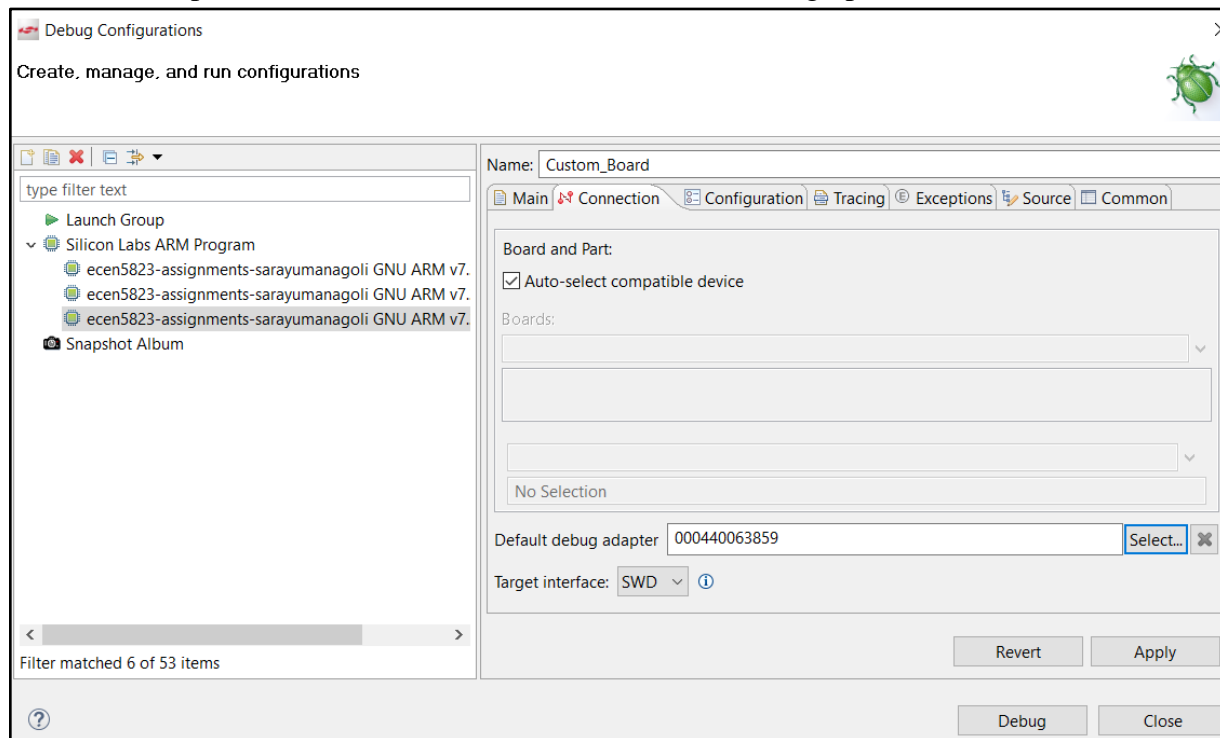 Debug Configurations
Create, manage, and run configurations
type filter text
Launch Group
Silicon Labs ARM Program
ecen5823-assignments-sarayumanagoli GNU ARM v7.
ecen5823-assignments-sarayumanagoli GNU ARM v7.
ecen5823-assignments-sarayumanagoli GNU ARM v7.
Snapshot Album
Filter matched 6 of 53 items
Name: Custom_Board
Main Connection Configuration Tracing Exceptions Source Common
Board and Part:
Auto-select compatible device
Boards:
No Selection
Default debug adapter 000440063859 Select...
Target interface: SWD
Revert Apply
Debug Close